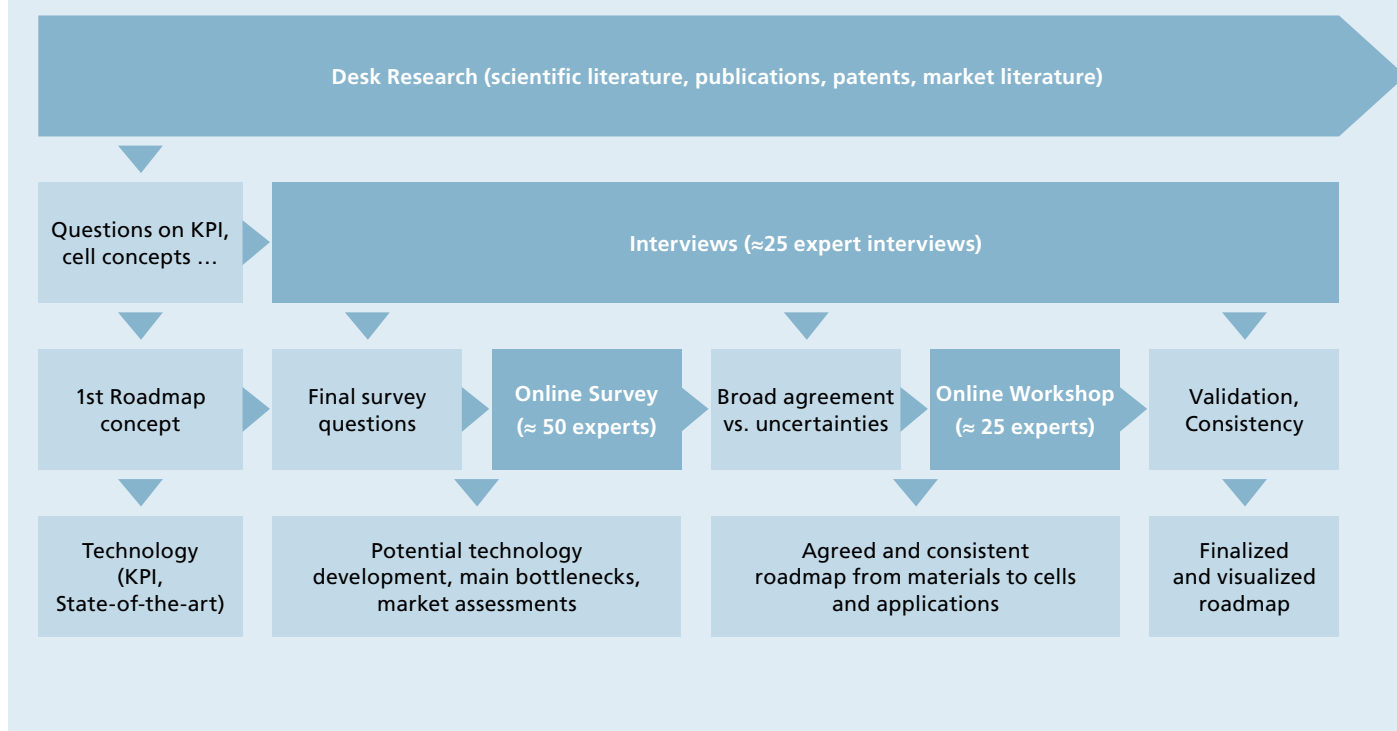 Desk Research (scientific literature, publications, patents, market literature)
Questions on KPI,
cell concepts …
Interviews (≈25 expert interviews)
1st Roadmap
concept
Final survey
questions
Online Survey
(≈ 50 experts)
Broad agreement
vs. uncertainties
Online Workshop
(≈ 25 experts)
Validation,
Consistency
Technology
(KPI,
State-of-the-art)
Potential technology
development, main bottlenecks,
market assessments
Agreed and consistent
roadmap from materials to cells
and applications
Finalized
and visualized
roadmap